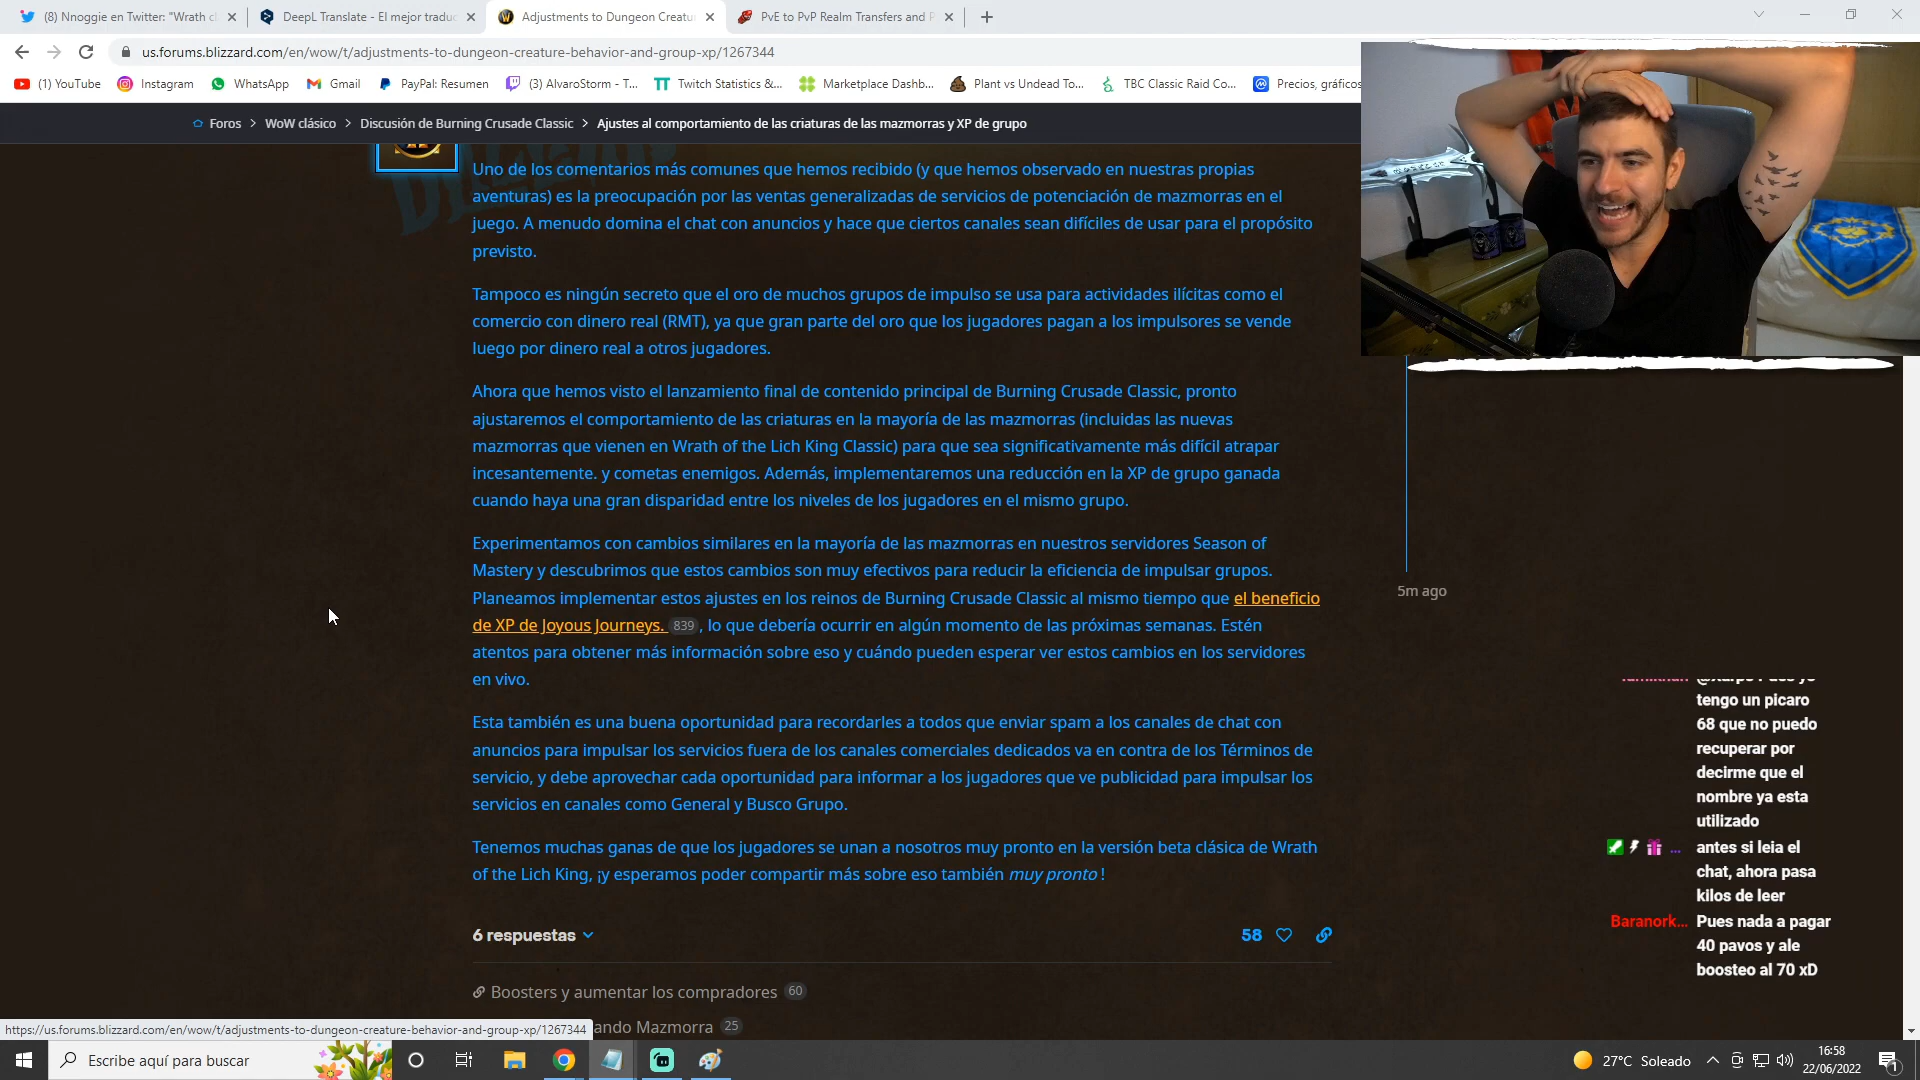 (8) Nnoggie en Twitter: "Wrath cl
DeepL Translate - El mejor traduc
Adjustments to Dungeon Creatur
PvE to PvP Realm Transfers and P
us.forums.blizzard.com/en/wow/t/adjustments-to-dungeon-creature-behavior-and-group-xp/1267344
(1) YouTube
Instagram
WhatsApp
Gmail
PayPal: Resumen
(3) AlvaroStorm - T...
Twitch Statistics &...
Marketplace Dashb...
Plant vs Undead To...
TBC Classic Raid Co...
Precios, gráficos
Foros > WoW clásico > Discusión de Burning Crusade Classic > Ajustes al comportamiento de las criaturas de las mazmorras y XP de grupo
Uno de los comentarios más comunes que hemos recibido (y que hemos observado en nuestras propias
aventuras) es la preocupación por las ventas generalizadas de servicios de potenciación de mazmorras en el
juego. A menudo domina el chat con anuncios y hace que ciertos canales sean difíciles de usar para el propósito
previsto.
Tampoco es ningún secreto que el oro de muchos grupos de impulso se usa para actividades ilícitas como el
comercio con dinero real (RMT), ya que gran parte del oro que los jugadores pagan a los impulsores se vende
luego por dinero real a otros jugadores.
Ahora que hemos visto el lanzamiento final de contenido principal de Burning Crusade Classic, pronto
ajustaremos el comportamiento de las criaturas en la mayoría de las mazmorras (incluidas las nuevas
mazmorras que vienen en Wrath of the Lich King Classic) para que sea significativamente más difícil atrapar
incesantemente. y cometas enemigos. Además, implementaremos una reducción en la XP de grupo ganada
cuando haya una gran disparidad entre los niveles de los jugadores en el mismo grupo.
Experimentamos con cambios similares en la mayoría de las mazmorras en nuestros servidores Season of
Mastery y descubrimos que estos cambios son muy efectivos para reducir la eficiencia de impulsar grupos.
Planeamos implementar estos ajustes en los reinos de Burning Crusade Classic al mismo tiempo que el beneficio
de XP de Joyous Journeys. 839 , lo que debería ocurrir en algún momento de las próximas semanas. Estén
atentos para obtener más información sobre eso y cuándo pueden esperar ver estos cambios en los servidores
en vivo.
Esta también es una buena oportunidad para recordarles a todos que enviar spam a los canales de chat con
anuncios para impulsar los servicios fuera de los canales comerciales dedicados va en contra de los Términos de
servicio, y debe aprovechar cada oportunidad para informar a los jugadores que ve publicidad para impulsar los
servicios en canales como General y Busco Grupo.
Tenemos muchas ganas de que los jugadores se unan a nosotros muy pronto en la versión beta clásica de Wrath
of the Lich King, ¡y esperamos poder compartir más sobre eso también muy pronto !
6 respuestas
58
Boosters y aumentar los compradores 60
ando Mazmorra 25
5m ago
tengo un picaro
68 que no puedo
recuperar por
decirme que el
nombre ya esta
utilizado
... antes si leia el
chat, ahora pasa
kilos de leer
Baranork... Pues nada a pagar
40 pavos y ale
boosteo al 70 xD
https://us.forums.blizzard.com/en/wow/t/adjustments-to-dungeon-creature-behavior-and-group-xp/1267344
Escribe aquí para buscar
27°C Soleado
16:58
22/06/2022
1